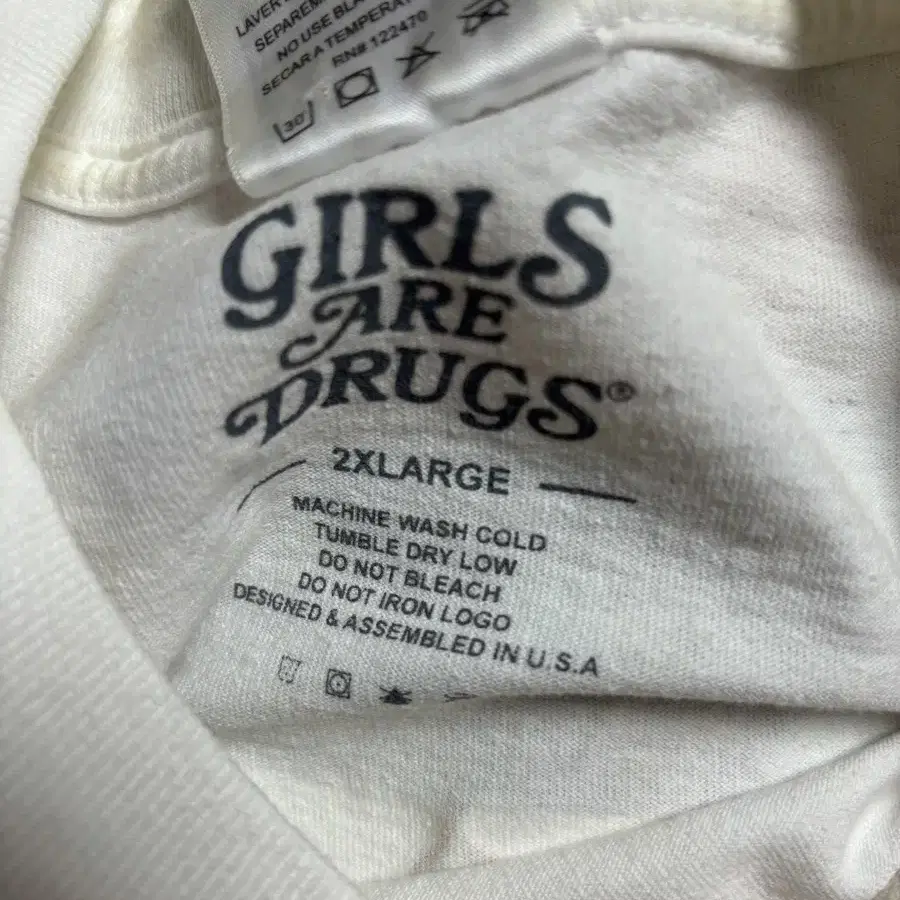 LAVER
SEPAREM
NO USE BLA
SECAR A TEMPERAT
RN# 122470
30
GIRLS
ARE
DRUGS®
2XLARGE
MACHINE WASH COLD
TUMBLE DRY LOW
DO NOT BLEACH
DO NOT IRON LOGO
DESIGNED & ASSEMBLED IN U.S.A